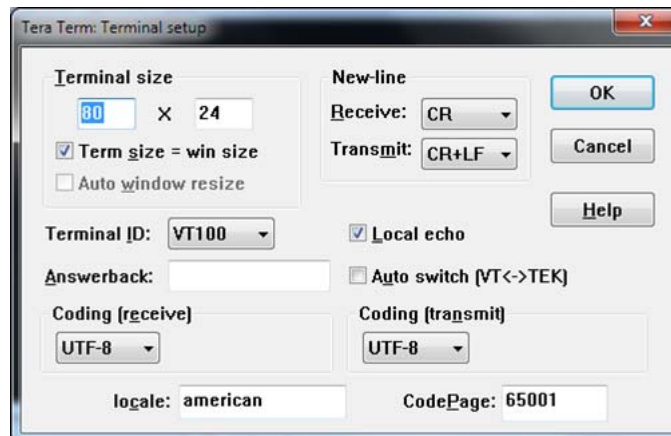 Tera Term: Terminal setup
Terminal size
80 X 24
Term size = win size
Auto window resize
New-line
Receive: CR
Transmit: CR+LF
OK
Cancel
Help
Terminal ID: VT100
Local echo
Answerback:
Auto switch (VT<->TEK)
Coding (receive)
UTF-8
Coding (transmit)
UTF-8
locale: american
CodePage: 65001